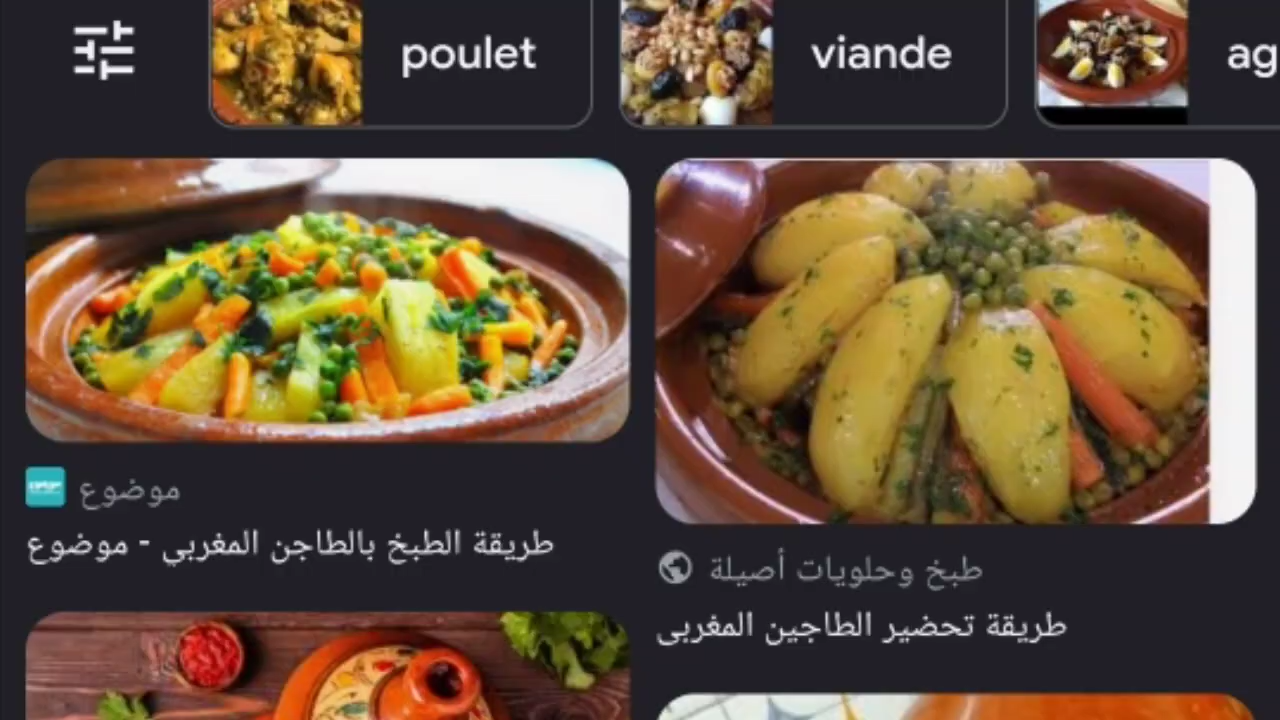 poulet
viande
ag
موضوع
طريقة الطبخ بالطاجن المغربي - موضوع
طبخ وحلويات أصيلة
طريقة تحضير الطاجين المغربى